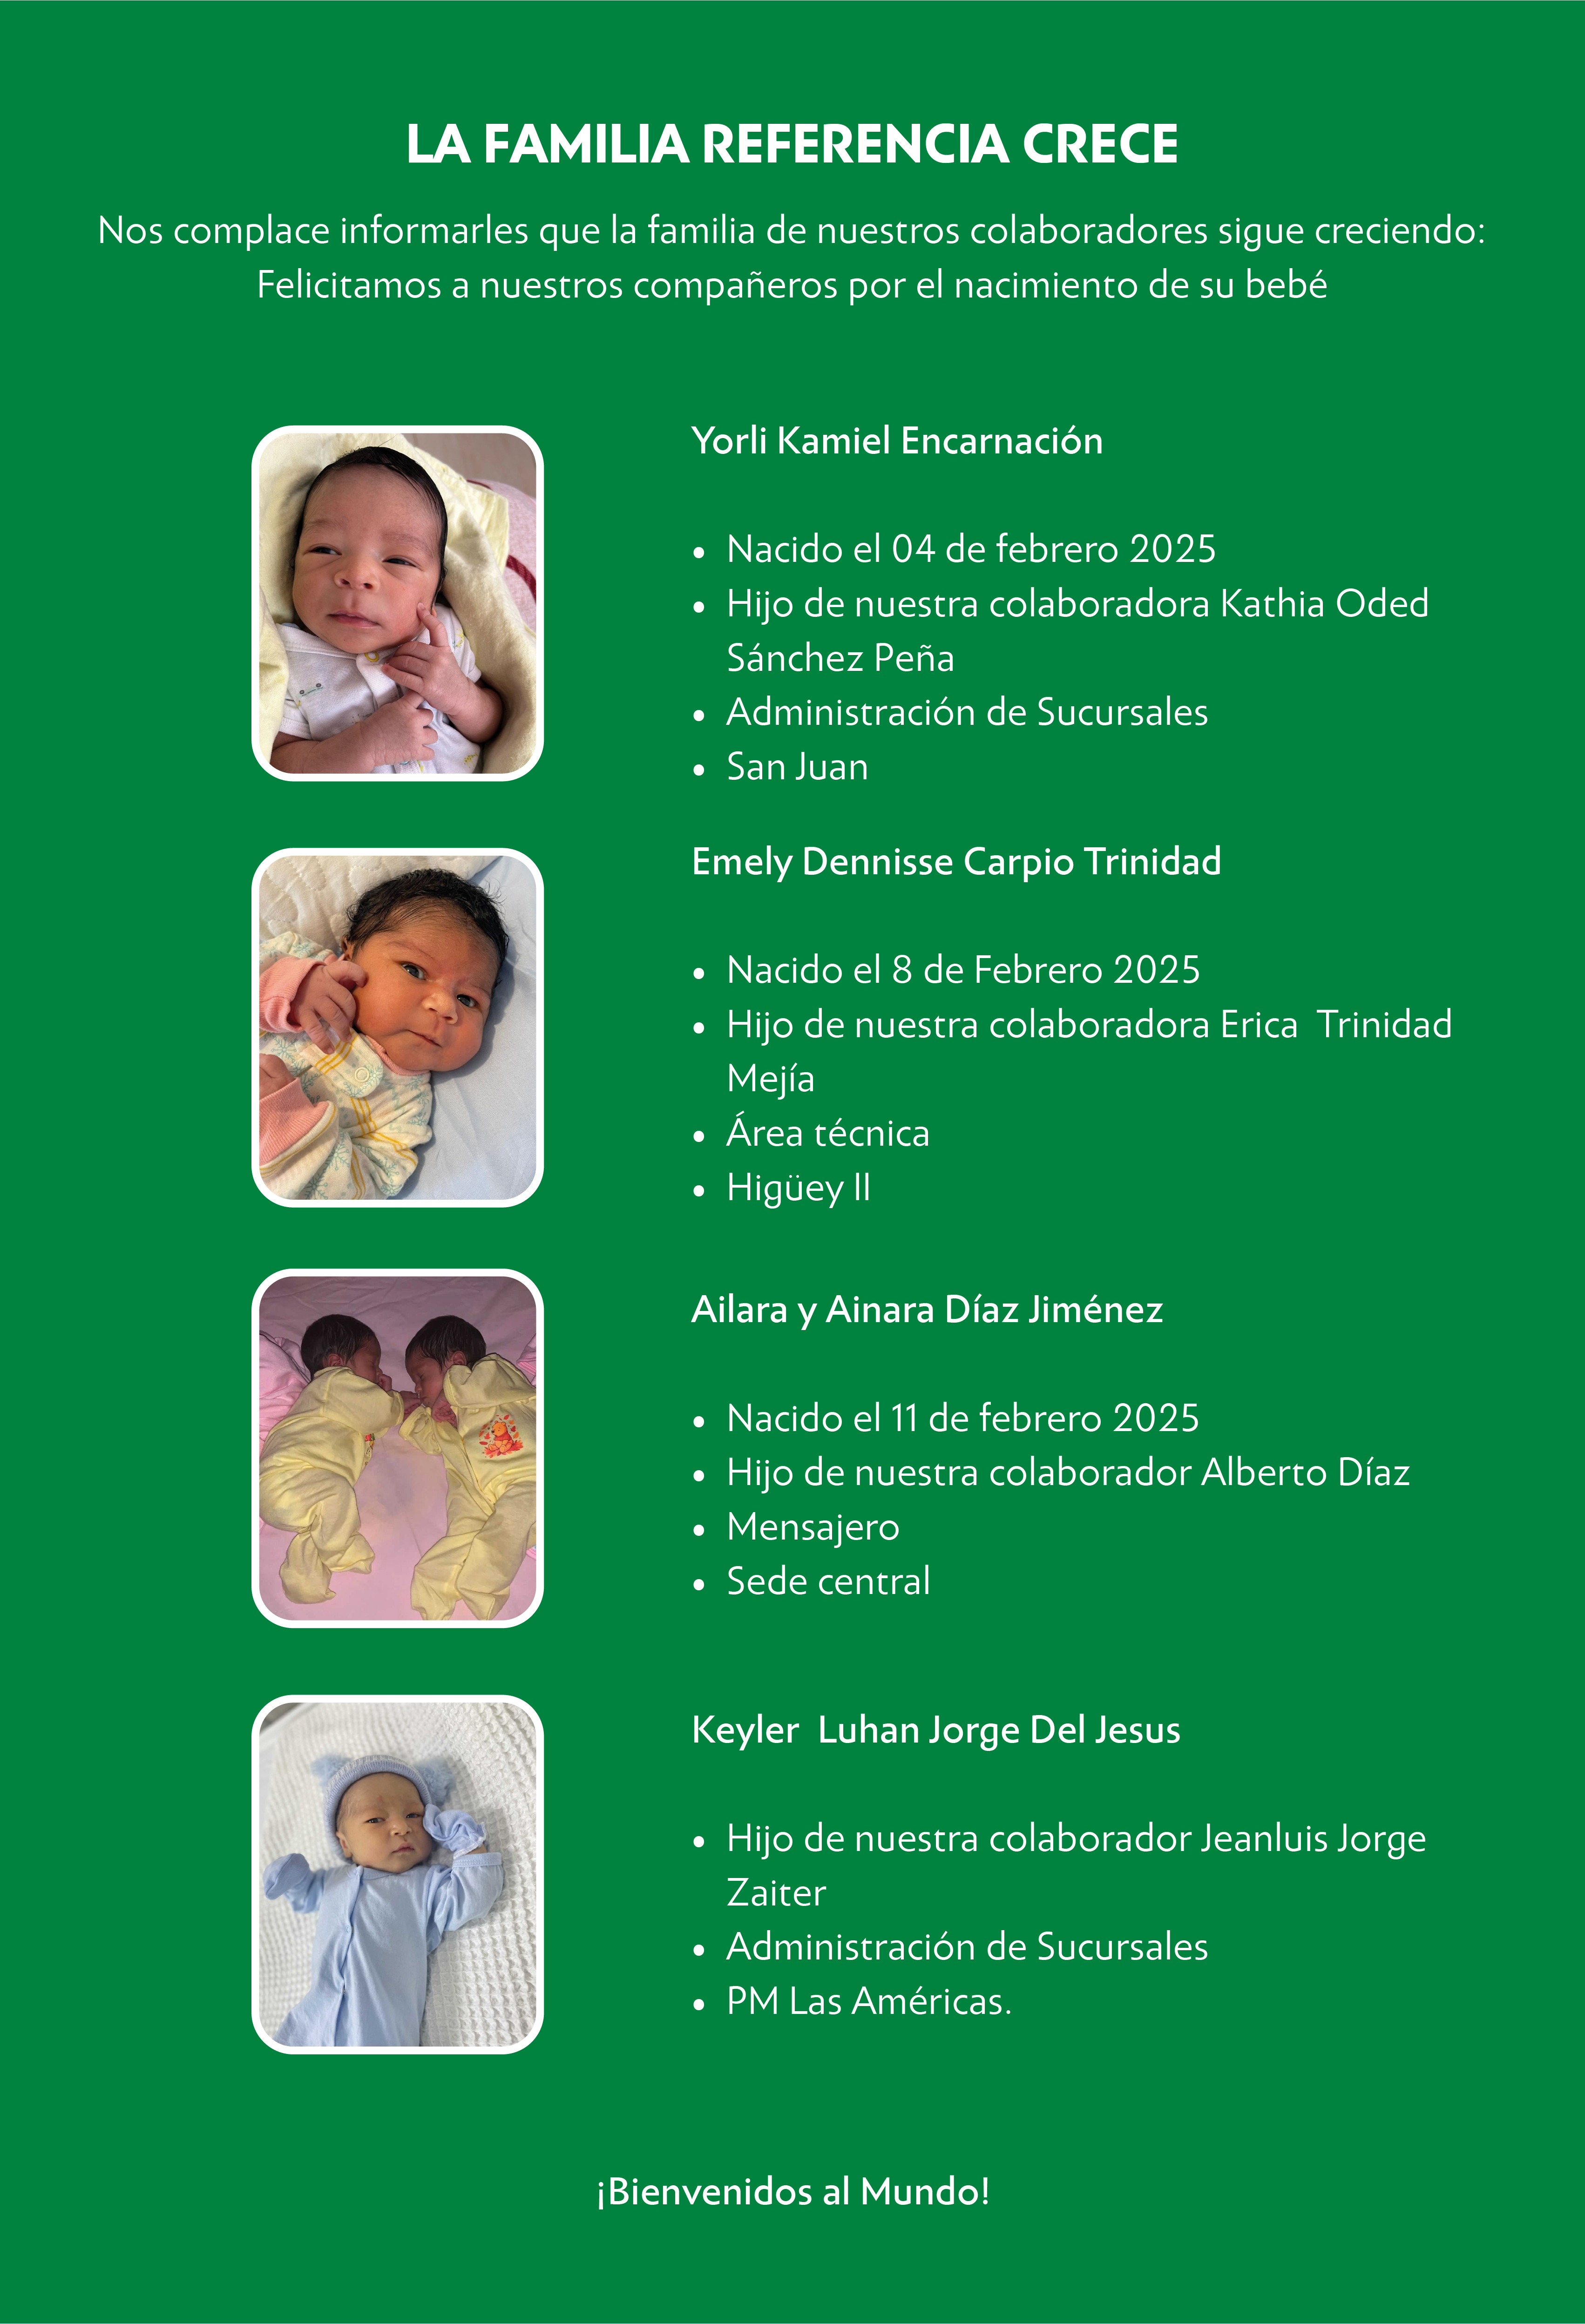 LA FAMILIA REFERENCIA CRECE
Nos complace informarles que la familia de nuestros colaboradores sigue creciendo:
Felicitamos a nuestros compañeros por el nacimiento de su bebé
Yorli Kamiel Encarnación
• Nacido el 04 de febrero 2025
• Hijo de nuestra colaboradora Kathia Oded
Sánchez Peña
• Administración de Sucursales
• San Juan
Emely Dennisse Carpio Trinidad
• Nacido el 8 de Febrero 2025
• Hijo de nuestra colaboradora Erica  Trinidad
Mejía
• Área técnica
• Higüey II
Ailara y Ainara Díaz Jiménez
• Nacido el 11 de febrero 2025
• Hijo de nuestra colaborador Alberto Díaz
• Mensajero
• Sede central
Keyler  Luhan Jorge Del Jesus
• Hijo de nuestra colaborador Jeanluis Jorge
Zaiter
• Administración de Sucursales
• PM Las Américas.
¡Bienvenidos al Mundo!